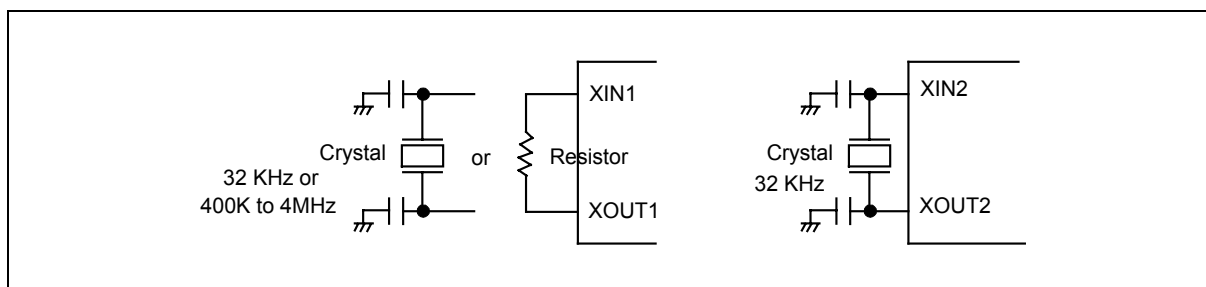 XIN1
Crystal
or
Resistor
32 KHz or
400K to 4MHz
XOUT1
XIN2
Crystal
32 KHz
XOUT2